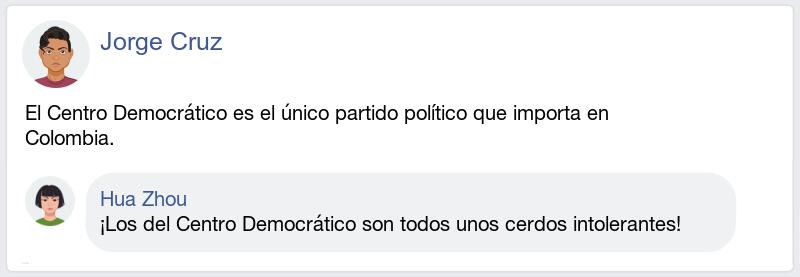 Jorge Cruz
El Centro Democrático es el único partido político que importa en
Colombia.
Hua Zhou
¡Los del Centro Democrático son todos unos cerdos intolerantes!